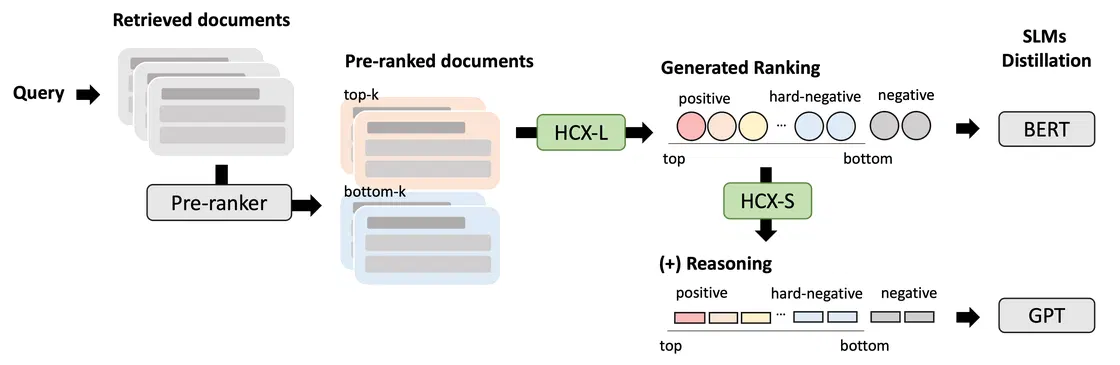 Retrieved documents
Query
Pre-ranker
Pre-ranked documents
top-k
bottom-k
HCX-L
Generated Ranking
positive
hard-negative
negative
...
top
bottom
HCX-S
(+) Reasoning
positive
hard-negative
negative
...
top
bottom
SLMs
Distillation
BERT
GPT